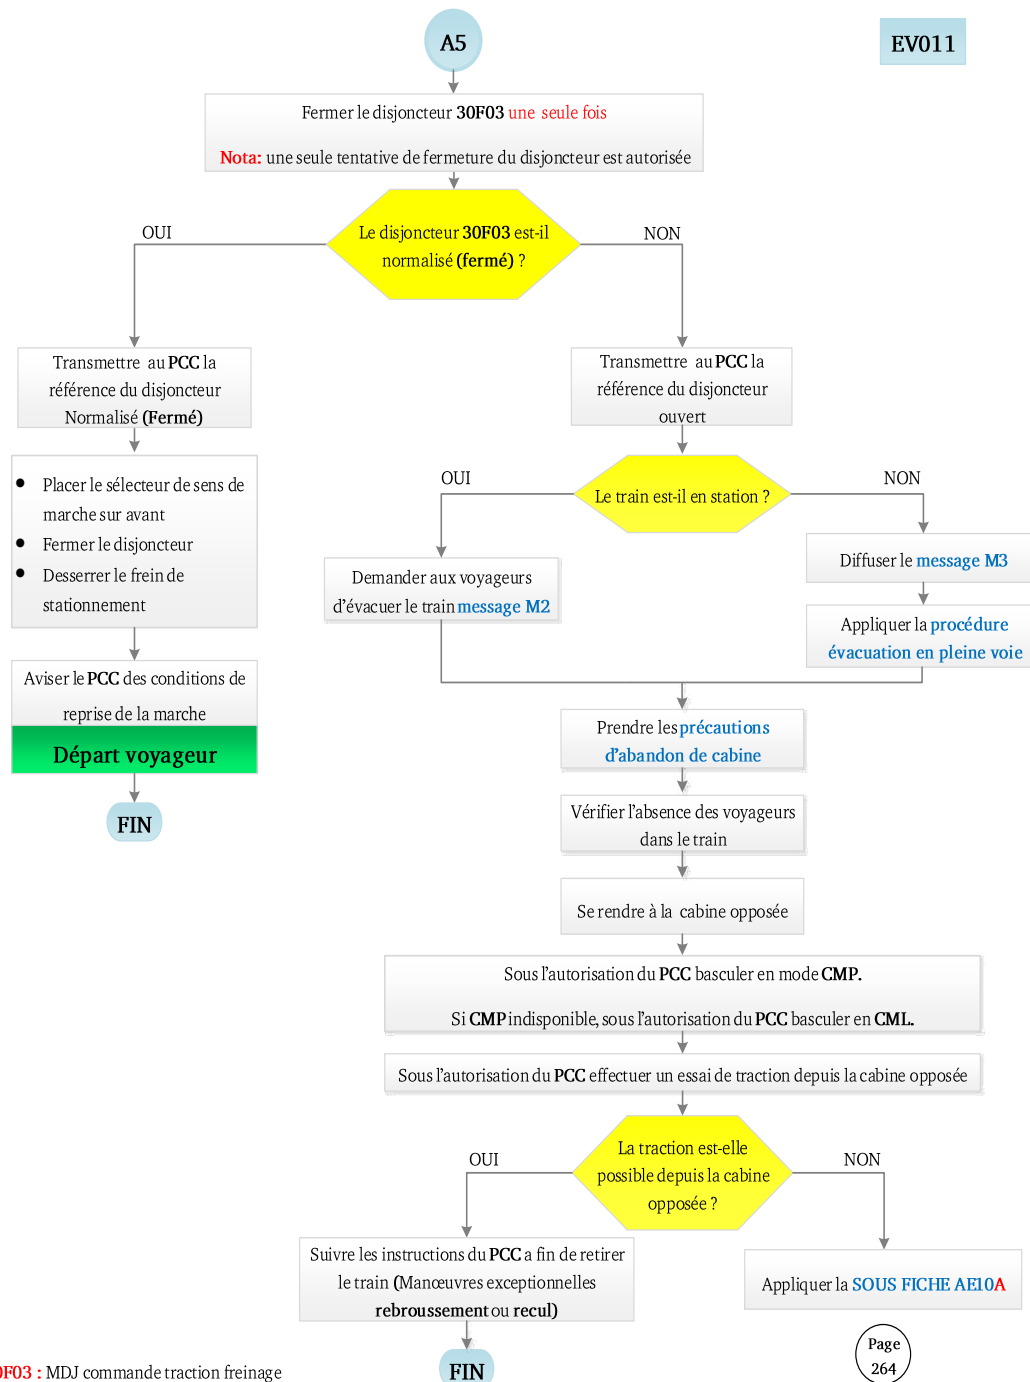 A5
EV011
Fermer le disjoncteur 30F03 une seule fois
Nota: une seule tentative de fermeture du disjoncteur est autorisée
Le disjoncteur 30F03 est-il
normalisé (fermé) ?
OUI
NON
Transmettre au PCC la
référence du disjoncteur
Normalisé (Fermé)
Transmettre au PCC la
référence du disjoncteur
ouvert
• Placer le sélecteur de sens de
marche sur avant
• Fermer le disjoncteur
• Desserrer le frein de
stationnement
Aviser le PCC des conditions de
reprise de la marche
Départ voyageur
FIN
Le train est-il en station ?
OUI
NON
Demander aux voyageurs
d'évacuer le train message M2
Diffuser le message M3
Appliquer la procédure
évacuation en pleine voie
Prendre les précautions
d'abandon de cabine
Vérifier l'absence des voyageurs
dans le train
Se rendre à la cabine opposée
Sous l'autorisation du PCC basculer en mode CMP.
Si CMP indisponible, sous l'autorisation du PCC basculer en CML.
Sous l'autorisation du PCC effectuer un essai de traction depuis la cabine opposée
La traction est-elle
possible depuis la cabine
opposée ?
OUI
NON
Suivre les instructions du PCC a fin de retirer
le train (Manœuvres exceptionnelles
rebroussement ou recul)
Appliquer la SOUS FICHE AE10A
FIN
Page
264
0F03 : MDJ commande traction freinage